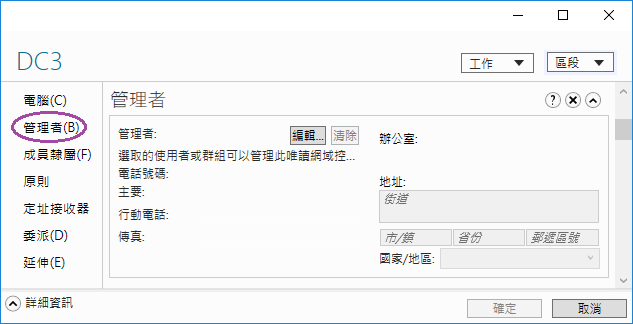 DC3
工作
區段
電腦(C)
管理者(B)
成員隸屬(F)
原則
定址接收器
委派(D)
延伸(E)
管理者
?
管理者:
編輯...
清除
選取的使用者或群組可以管理此唯讀網域控...
電話號碼:
主要:
行動電話:
傳真:
辦公室:
地址:
街道
市/鎮
省份
郵遞區號
國家/地區:
詳細資訊
確定
取消